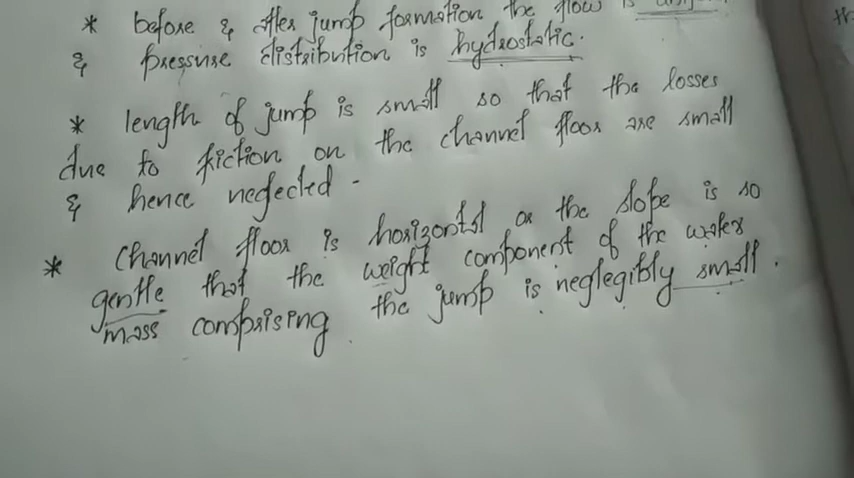 * before & after jump formation the flow is
& pressure distribution is hydrostatic.
* length of jump is small so that the losses
due to friction on the channel floor are small
& hence neglected -
* Channel floor is horizontal or the slope is so
gentle that the weight component of the water
mass comprising the jump is neglegibly small.